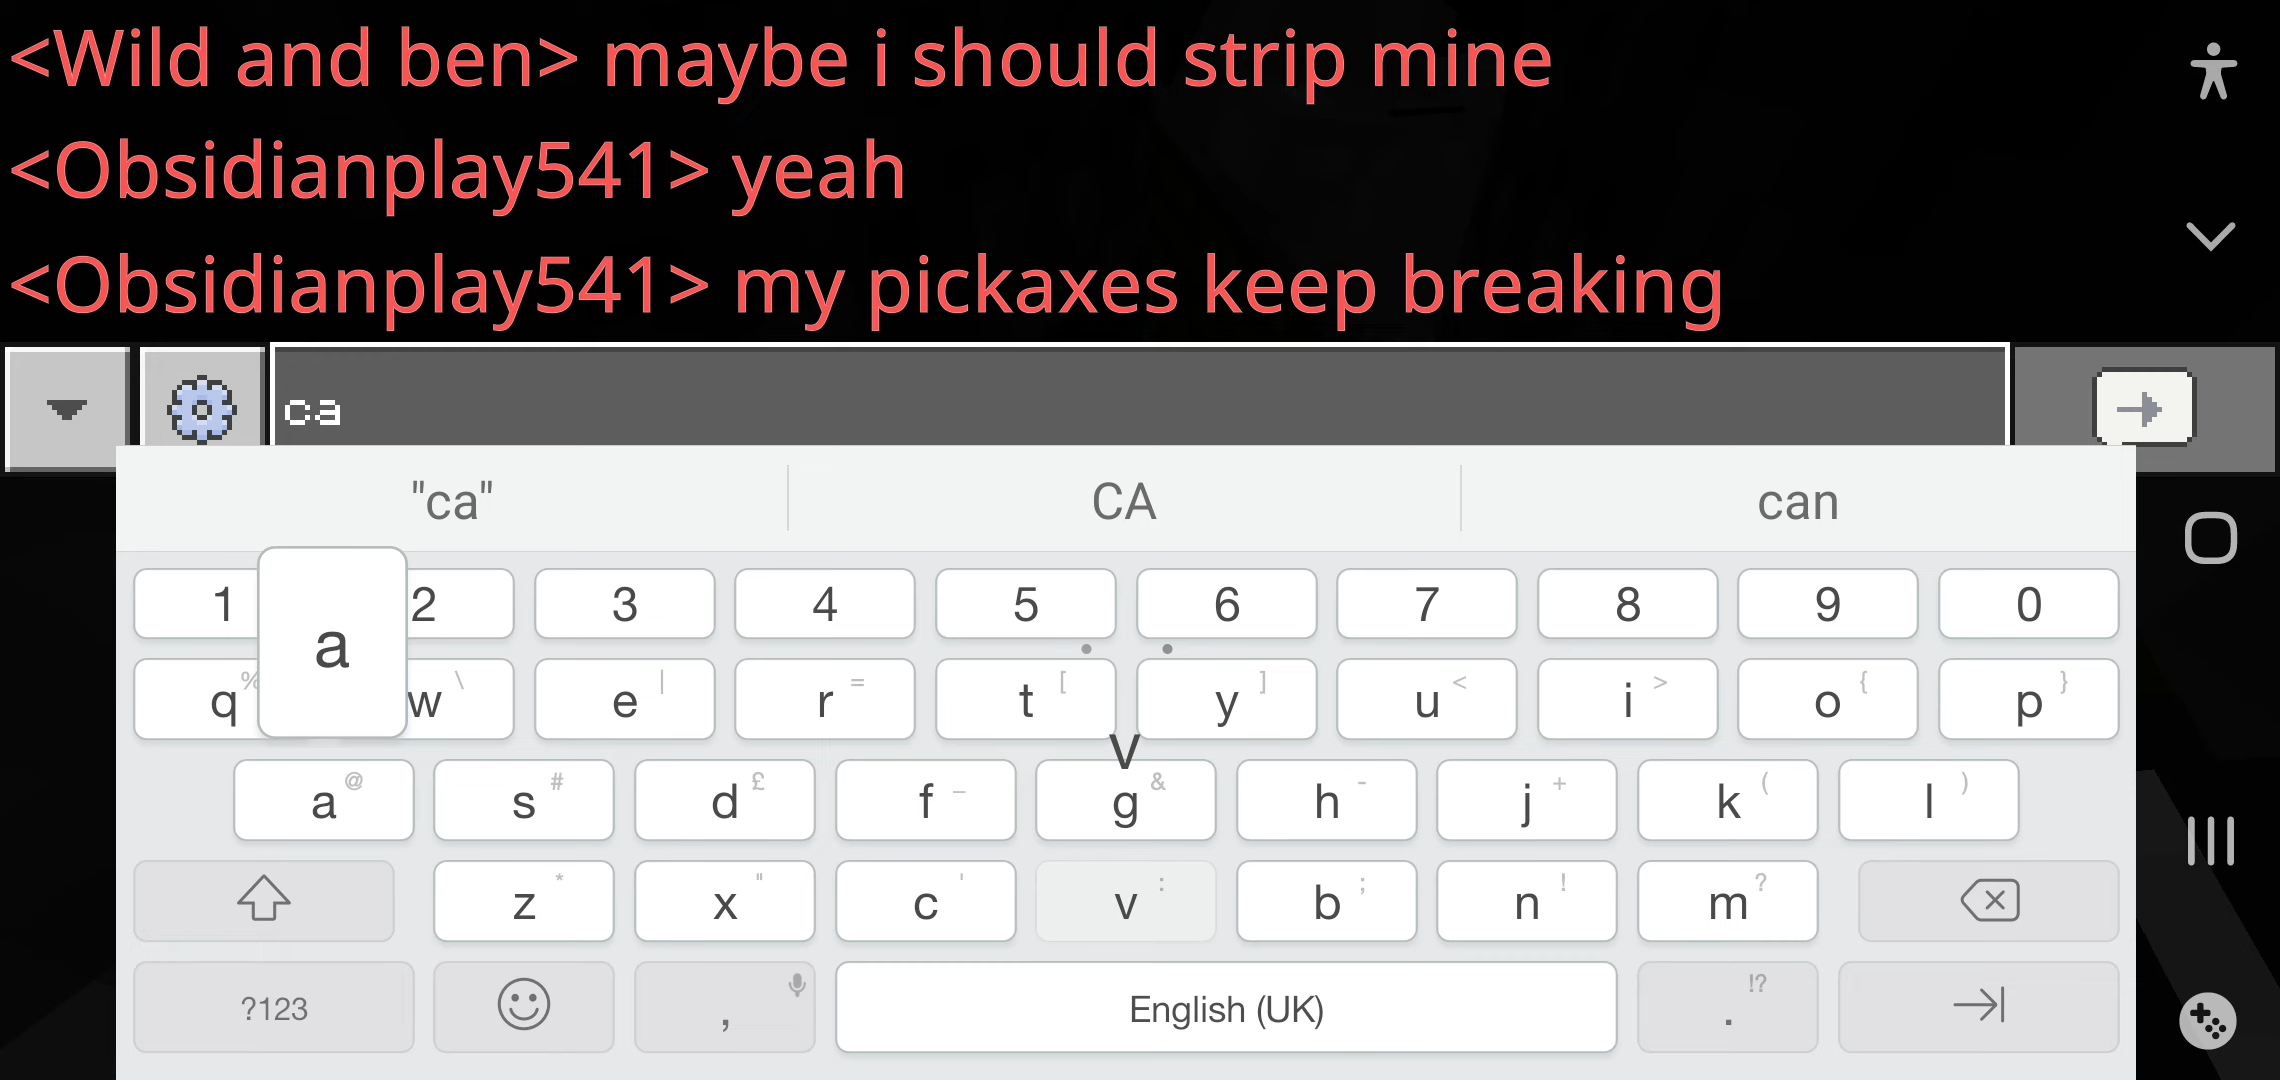 <Wild and ben> maybe i should strip mine
<Obsidianplay541> yeah
<Obsidianplay541> my pickaxes keep breaking
ca
"ca" CA can
1 2 3 4 5 6 7 8 9 0
a
q % w \ e | r = t [ y ] u < i > o { p }
v
a @ s # d £ f _ g & h - j + k ( l )
z * x " c ' v : b ; n ! m ?
?123 , English (UK) . !?